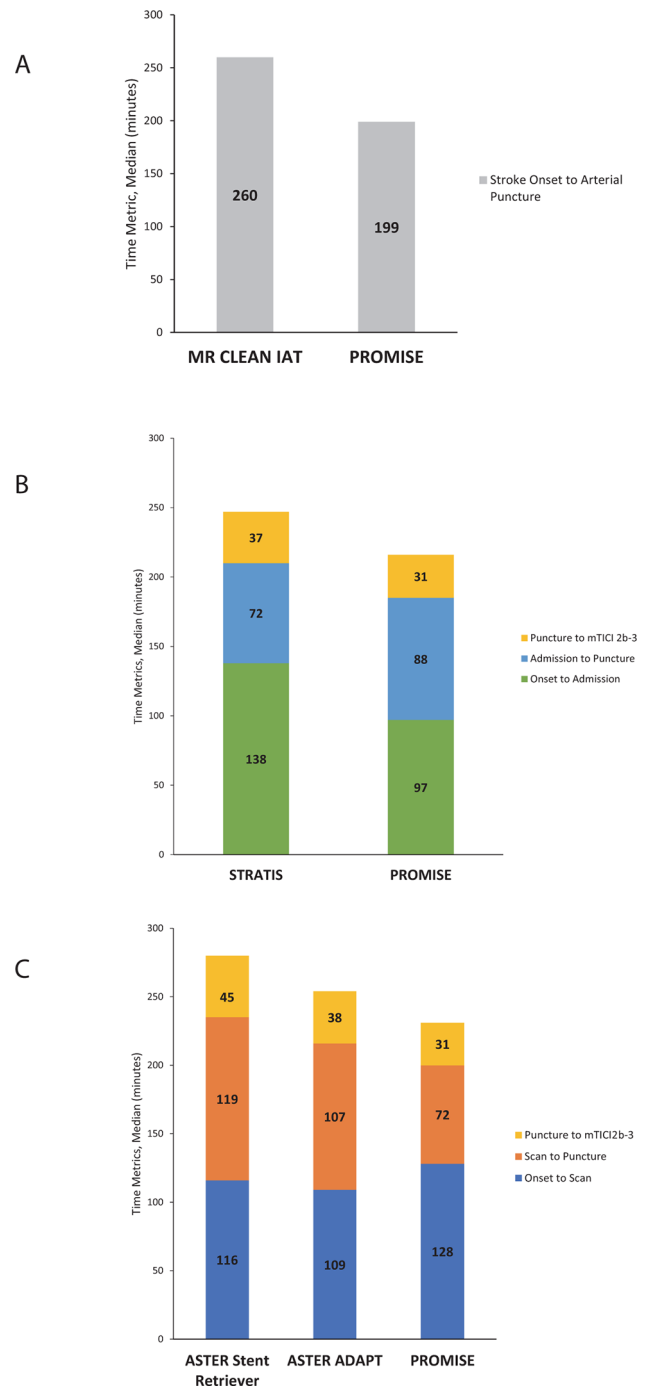 A
Time Metric, Median (minutes)
300
250
200
150
100
50
0
260
199
MR CLEAN IAT
PROMISE
Stroke Onset to Arterial
Puncture
B
Time Metrics, Median (minutes)
300
250
200
150
100
50
0
37
72
138
31
88
97
STRATIS
PROMISE
Puncture to mTICI 2b-3
Admission to Puncture
Onset to Admission
C
Time Metrics, Median (minutes)
300
250
200
150
100
50
0
45
119
116
38
107
109
31
72
128
ASTER Stent
Retriever
ASTER ADAPT
PROMISE
Puncture to mTICI2b-3
Scan to Puncture
Onset to Scan